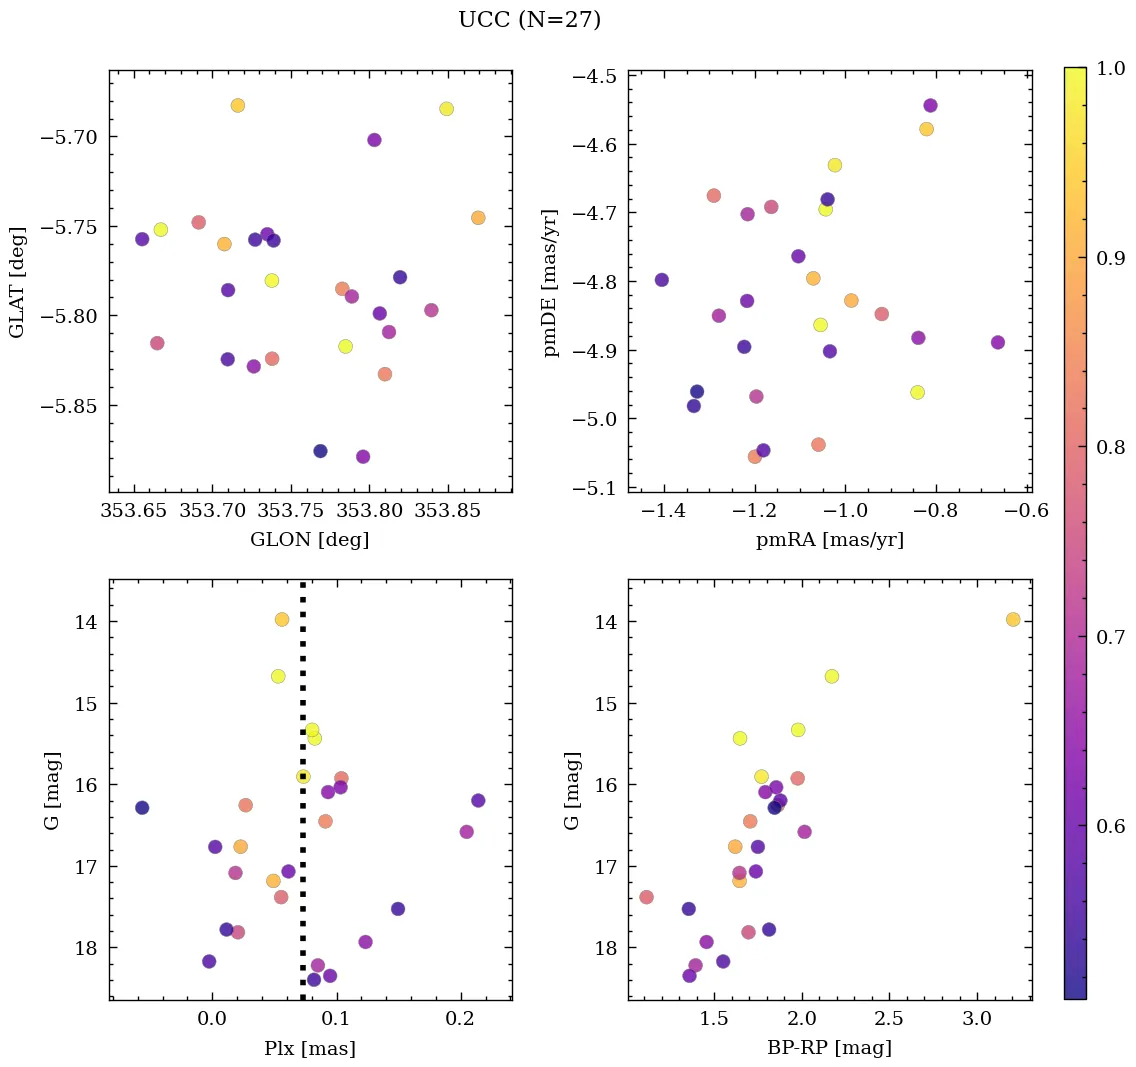 UCC (N=27)
−5.70
−5.75
−5.80
−5.85
GLAT [deg]
353.65 353.70 353.75 353.80 353.85
GLON [deg]
−4.5
−4.6
−4.7
−4.8
−4.9
−5.0
−5.1
pmDE [mas/yr]
−1.4 −1.2 −1.0 −0.8 −0.6
pmRA [mas/yr]
1.0
0.9
0.8
0.7
0.6
14
15
16
17
18
G [mag]
0.0 0.1 0.2
Plx [mas]
14
15
16
17
18
G [mag]
1.5 2.0 2.5 3.0
BP-RP [mag]